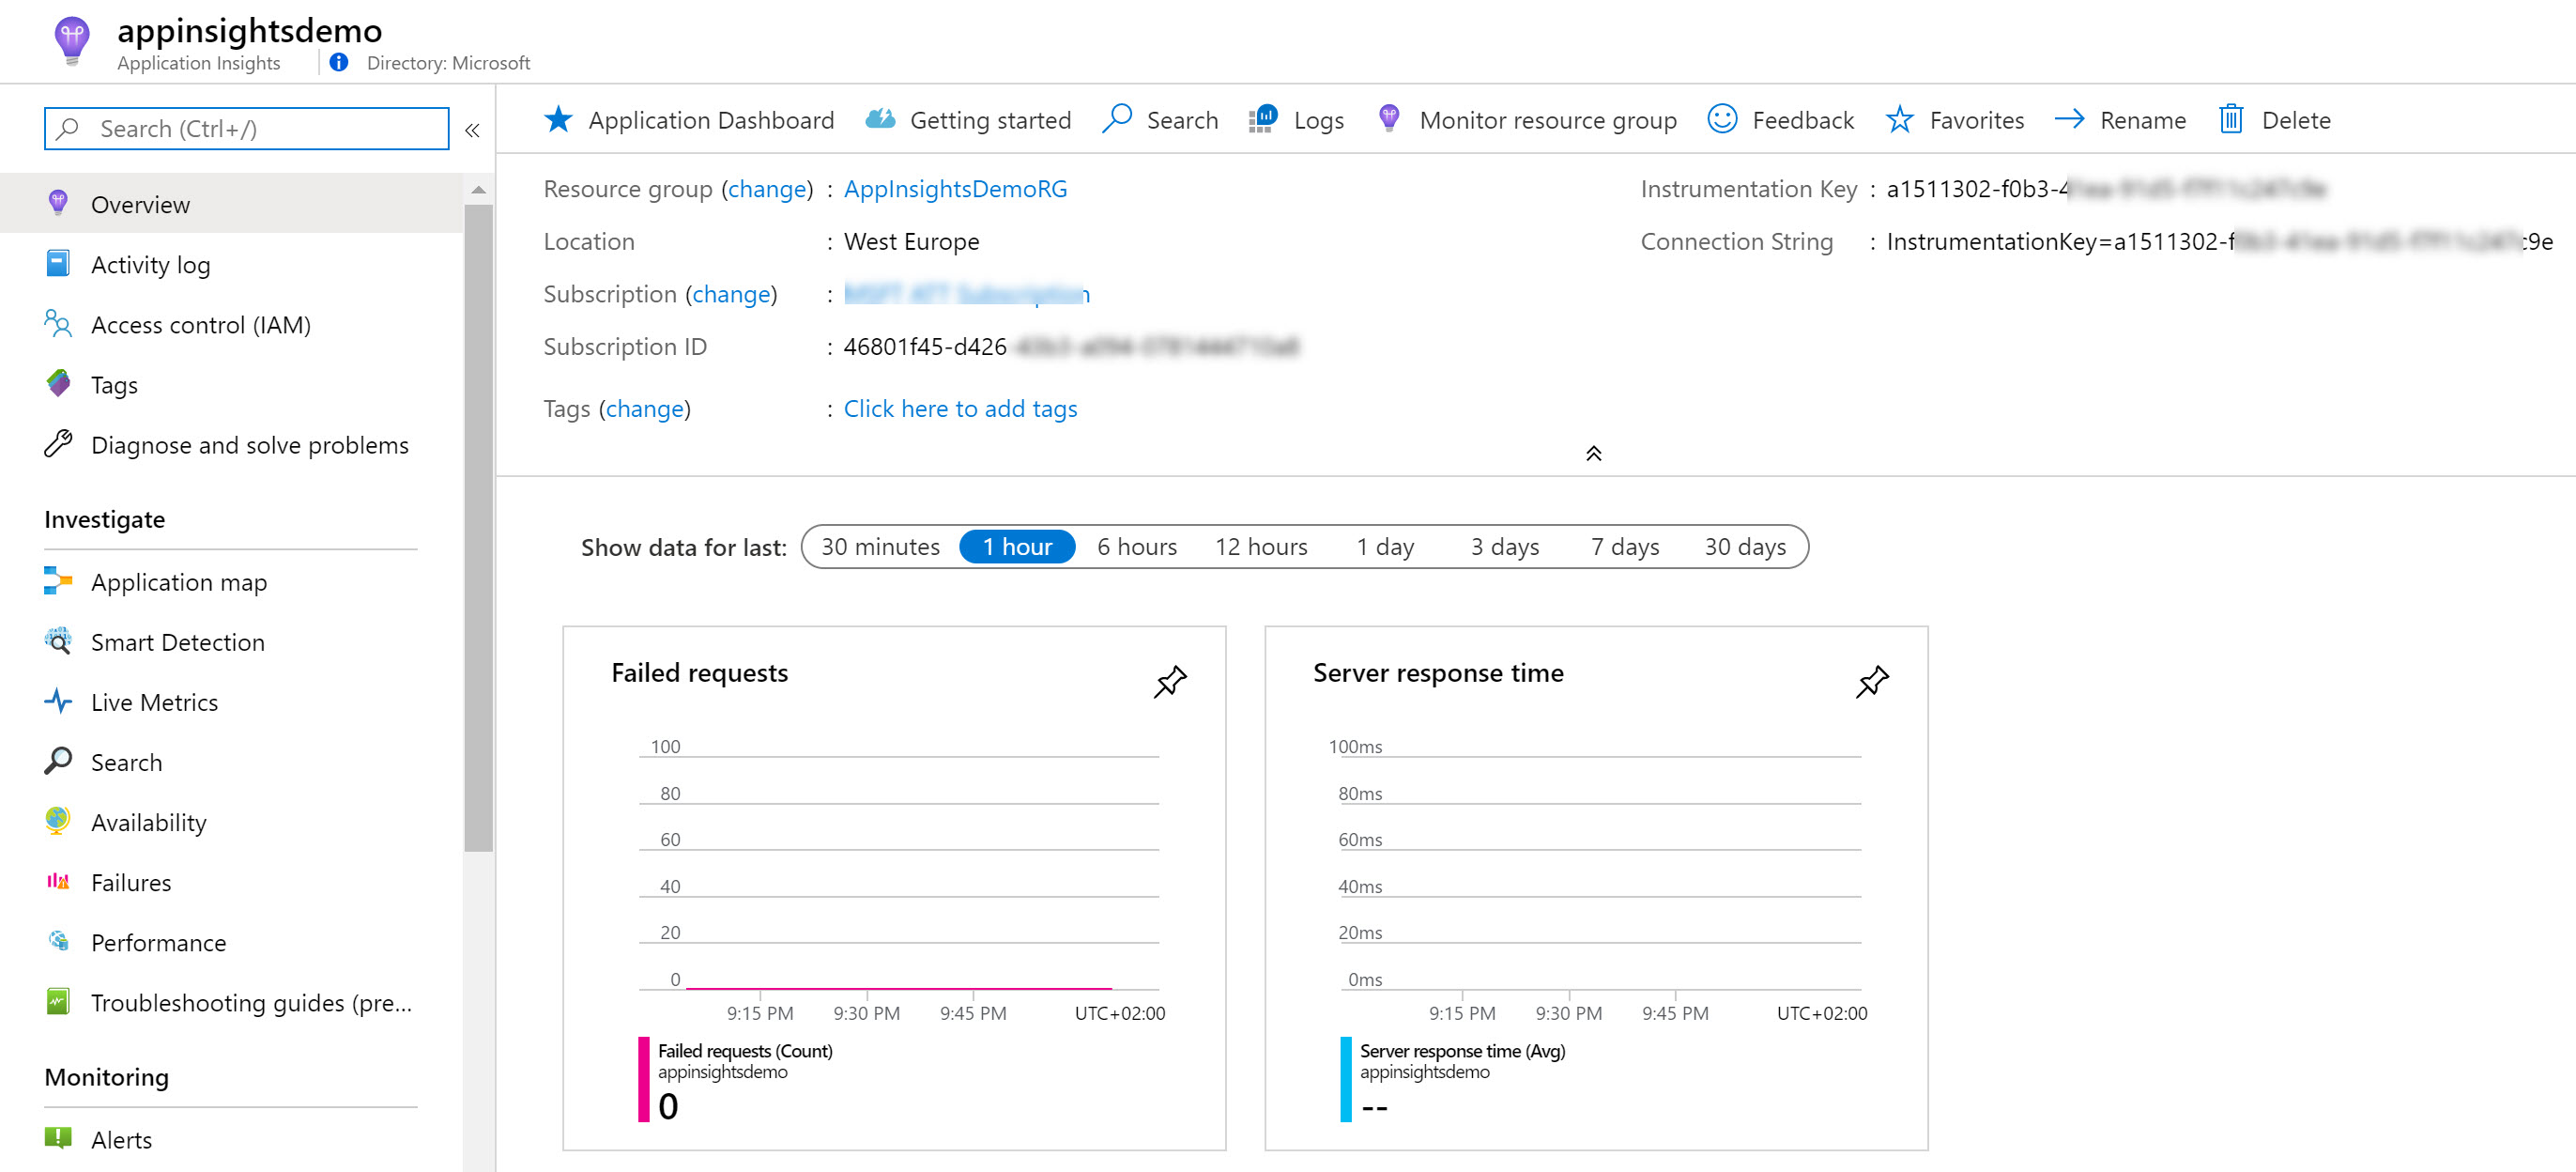 appinsightsdemo
Application Insights
Directory: Microsoft
Search (Ctrl+/)
Overview
Activity log
Access control (IAM)
Tags
Diagnose and solve problems
Investigate
Application map
Smart Detection
Live Metrics
Search
Availability
Failures
Performance
Troubleshooting guides (pre...
Monitoring
Alerts
Application Dashboard Getting started Search Logs Monitor resource group Feedback Favorites Rename Delete
Resource group (change) : AppInsightsDemoRG
Location : West Europe
Subscription (change) :
Subscription ID : 46801f45-d426
Tags (change) : Click here to add tags
Instrumentation Key : a1511302-f0b3-4
Connection String : InstrumentationKey=a1511302-f c9e
Show data for last: 30 minutes 1 hour 6 hours 12 hours 1 day 3 days 7 days 30 days
Failed requests
100
80
60
40
20
0
9:15 PM 9:30 PM 9:45 PM UTC+02:00
Failed requests (Count)
appinsightsdemo
0
Server response time
100ms
80ms
60ms
40ms
20ms
0ms
9:15 PM 9:30 PM 9:45 PM UTC+02:00
Server response time (Avg)
appinsightsdemo
--